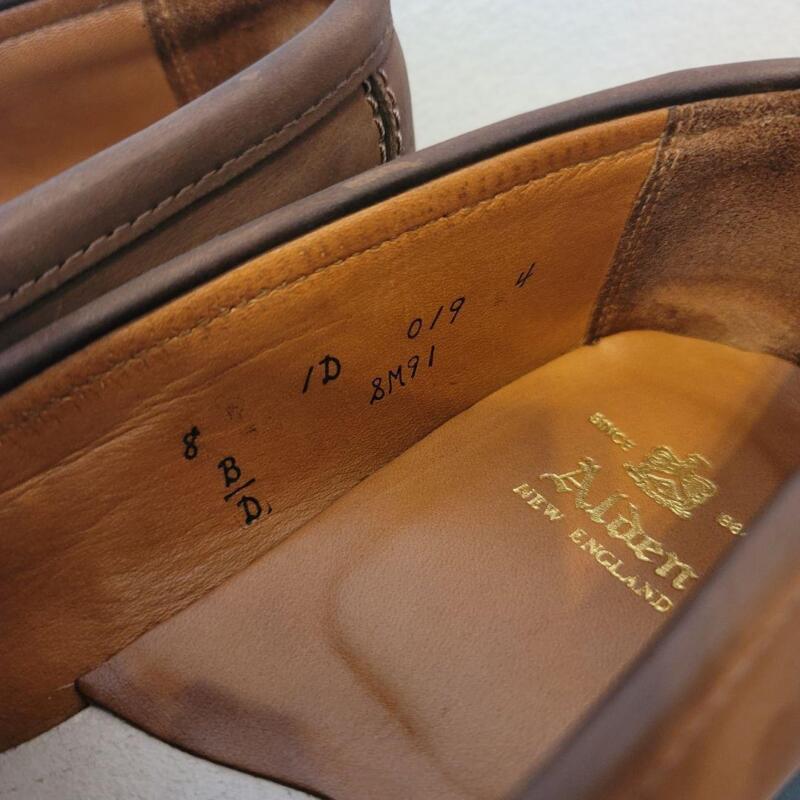 8 B/D
1D 019 4
8M91
SINCE
Alden
NEW ENGLAND